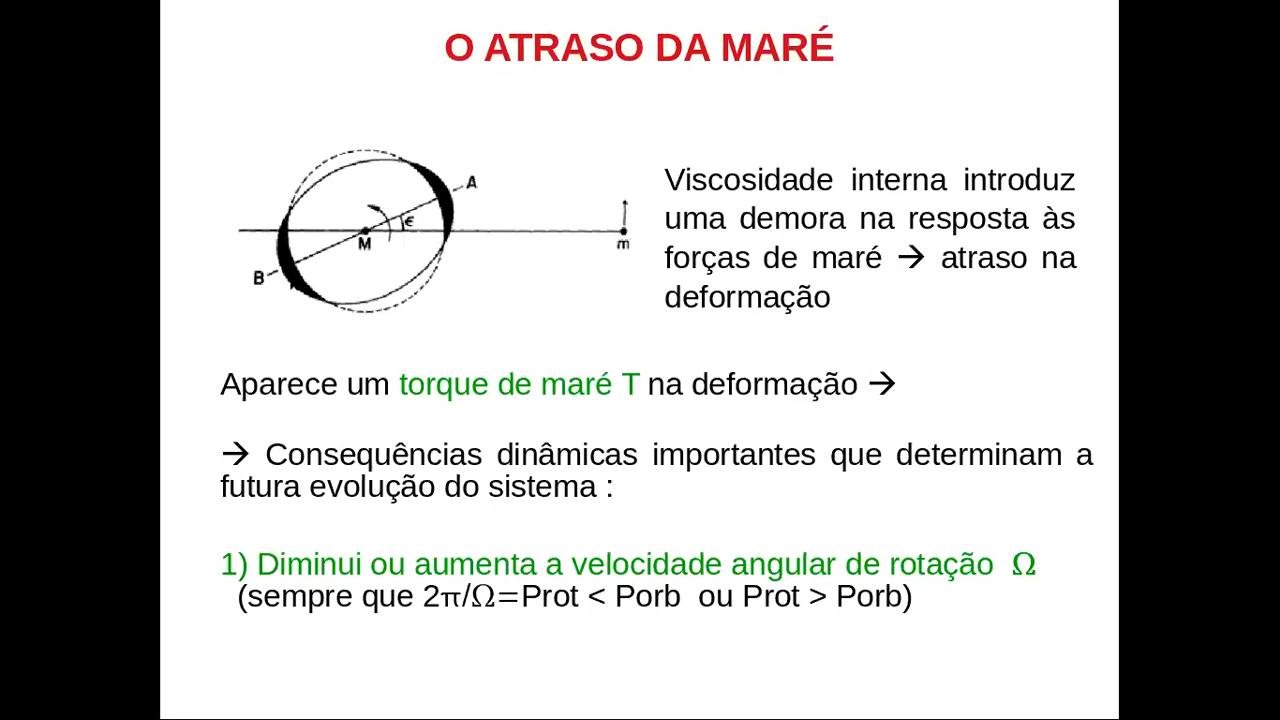 O ATRASO DA MARÉ
A
ϵ
M
m
B
Viscosidade interna introduz
uma demora na resposta às
forças de maré → atraso na
deformação
Aparece um torque de maré T na deformação →
→ Consequências dinâmicas importantes que determinam a
futura evolução do sistema :
1) Diminui ou aumenta a velocidade angular de rotação Ω
(sempre que 2π/Ω=Prot < Porb ou Prot > Porb)